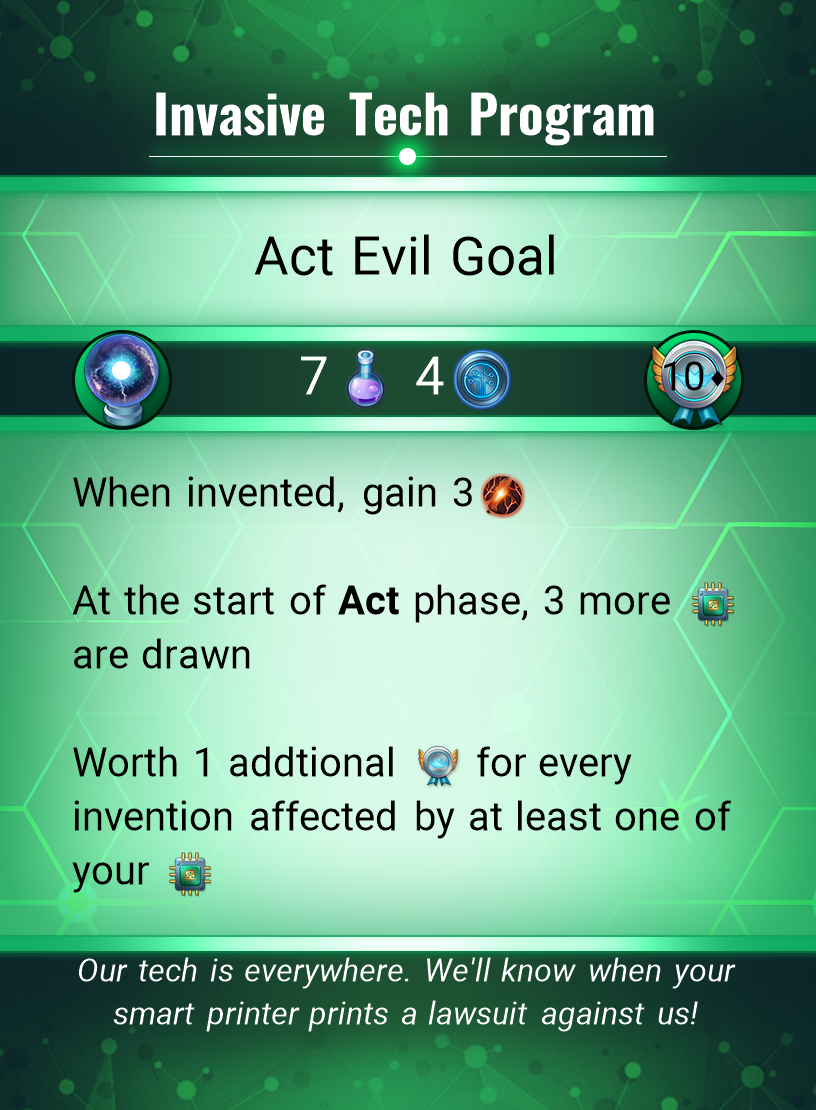 Invasive Tech Program
Act Evil Goal
7 4 10♦
When invented, gain 3
At the start of Act phase, 3 more
are drawn
Worth 1 addtional for every
invention affected by at least one of
your
Our tech is everywhere. We'll know when your
smart printer prints a lawsuit against us!